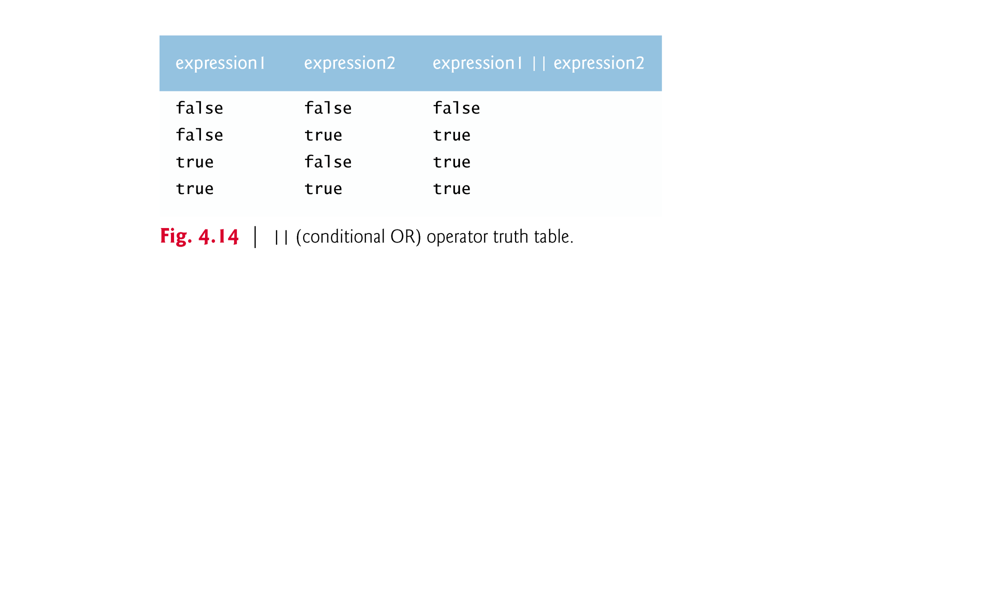 expression1 expression2 expression1 || expression2
false false false
false true true
true false true
true true true
Fig. 4.14 | || (conditional OR) operator truth table.